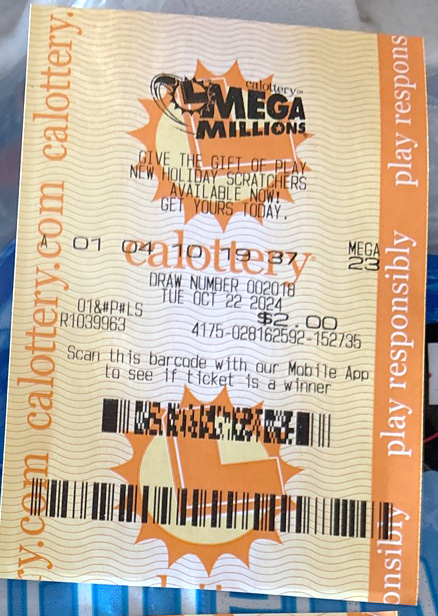 calottery
MEGA
MILLIONS
GIVE THE GIFT OF PLAY
NEW HOLIDAY SCRATCHERS
AVAILABLE NOW!
GET YOURS TODAY.
calottery
A 01 04 10 19 37 MEGA 23
DRAW NUMBER 002018
TUE OCT 22 2024
01&#P#LS $2.00
R1039963 4175-028162592-152735
Scan this barcode with our Mobile App
to see if ticket is a winner
y.com calottery.com calottery.
play respons
play responsibly
onsibly